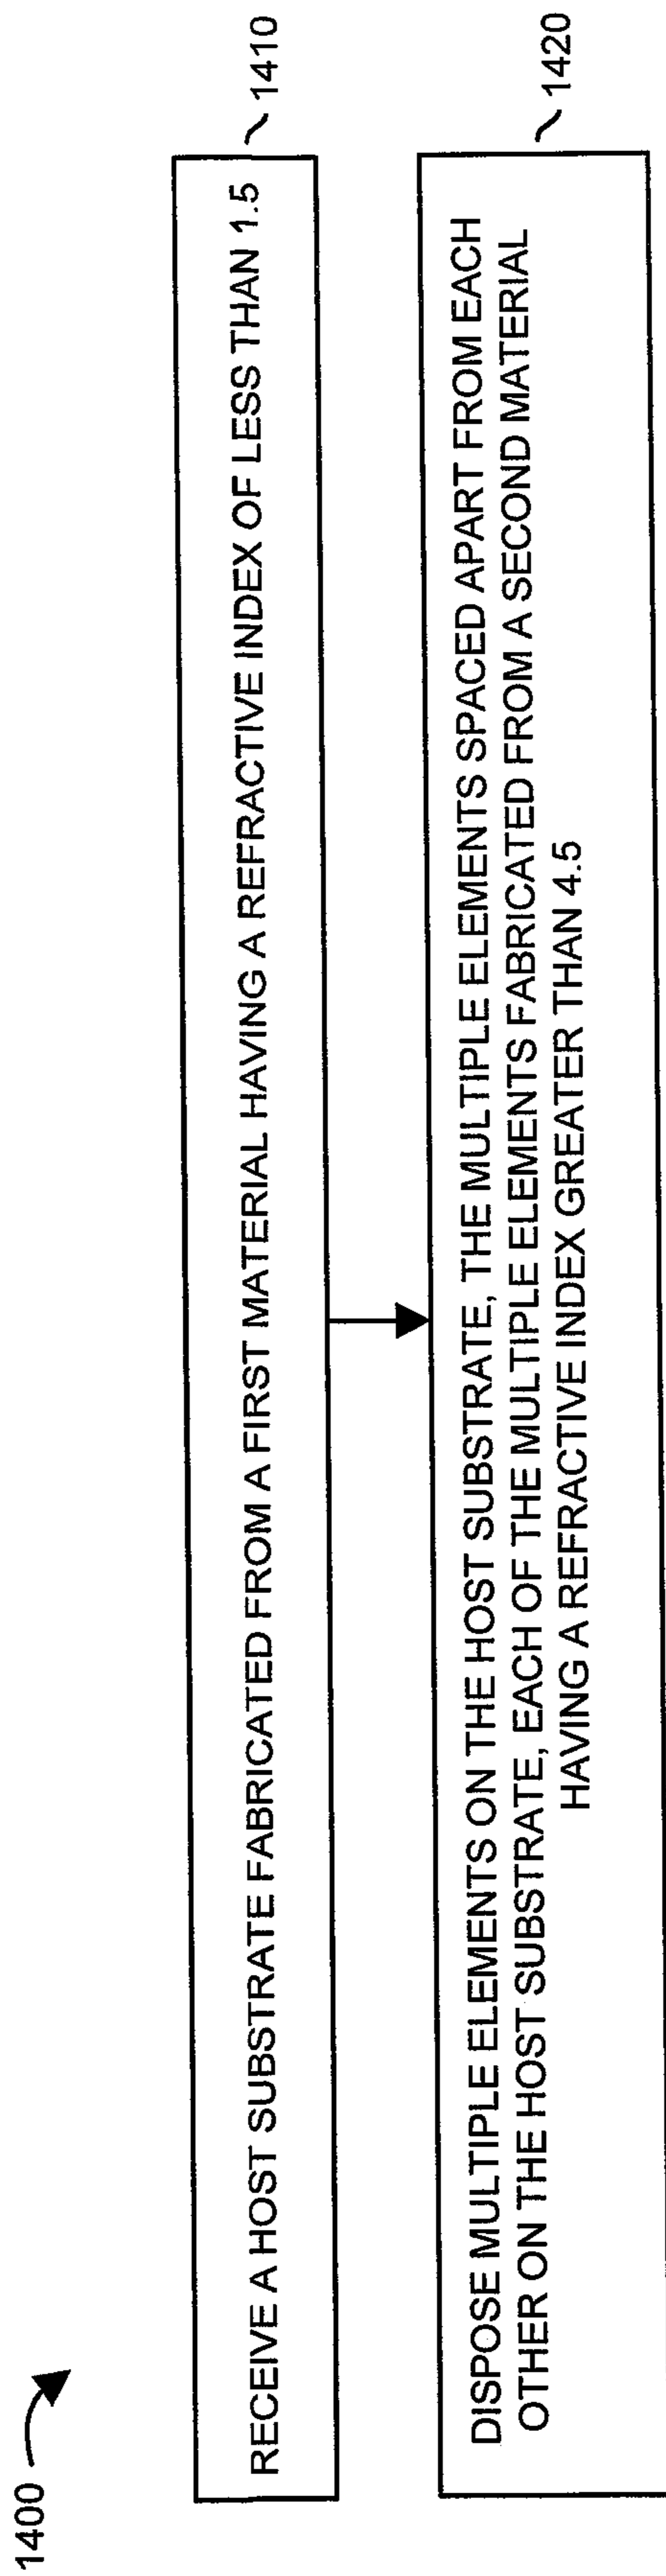 1400
RECEIVE A HOST SUBSTRATE FABRICATED FROM A FIRST MATERIAL HAVING A REFRACTIVE INDEX OF LESS THAN 1.5
1410
DISPOSE MULTIPLE ELEMENTS ON THE HOST SUBSTRATE, THE MULTIPLE ELEMENTS SPACED APART FROM EACH
OTHER ON THE HOST SUBSTRATE, EACH OF THE MULTIPLE ELEMENTS FABRICATED FROM A SECOND MATERIAL
HAVING A REFRACTIVE INDEX GREATER THAN 4.5
1420